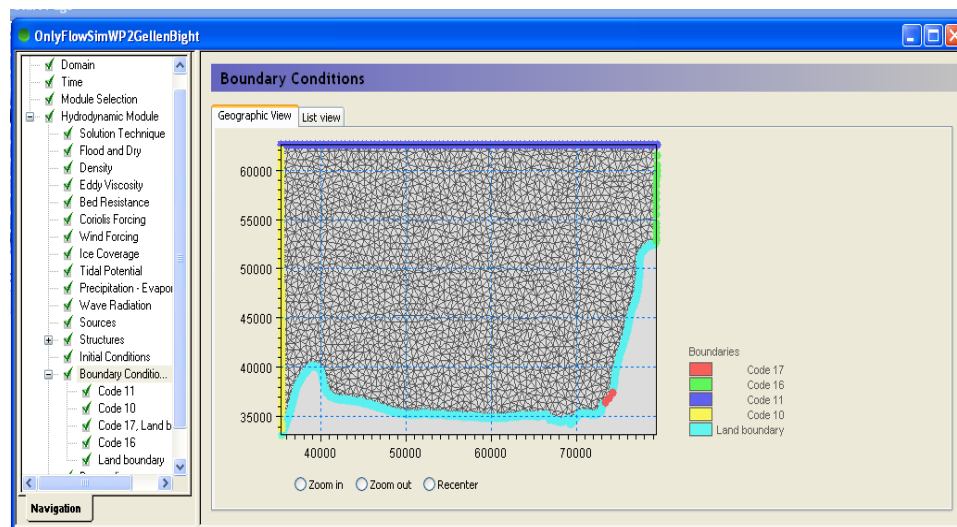 OnlyFlowSimWP2GellenBight
Domain
Time
Module Selection
Hydrodynamic Module
Solution Technique
Flood and Dry
Density
Eddy Viscosity
Bed Resistance
Coriolis Forcing
Wind Forcing
Ice Coverage
Tidal Potential
Precipitation - Evapor
Wave Radiation
Sources
Structures
Initial Conditions
Boundary Conditio...
Code 11
Code 10
Code 17, Land b
Code 16
Land boundary
Navigation
Boundary Conditions
Geographic View
List view
60000
55000
50000
45000
40000
35000
40000
50000
60000
70000
Boundaries
Code 17
Code 16
Code 11
Code 10
Land boundary
Zoom in
Zoom out
Recenter